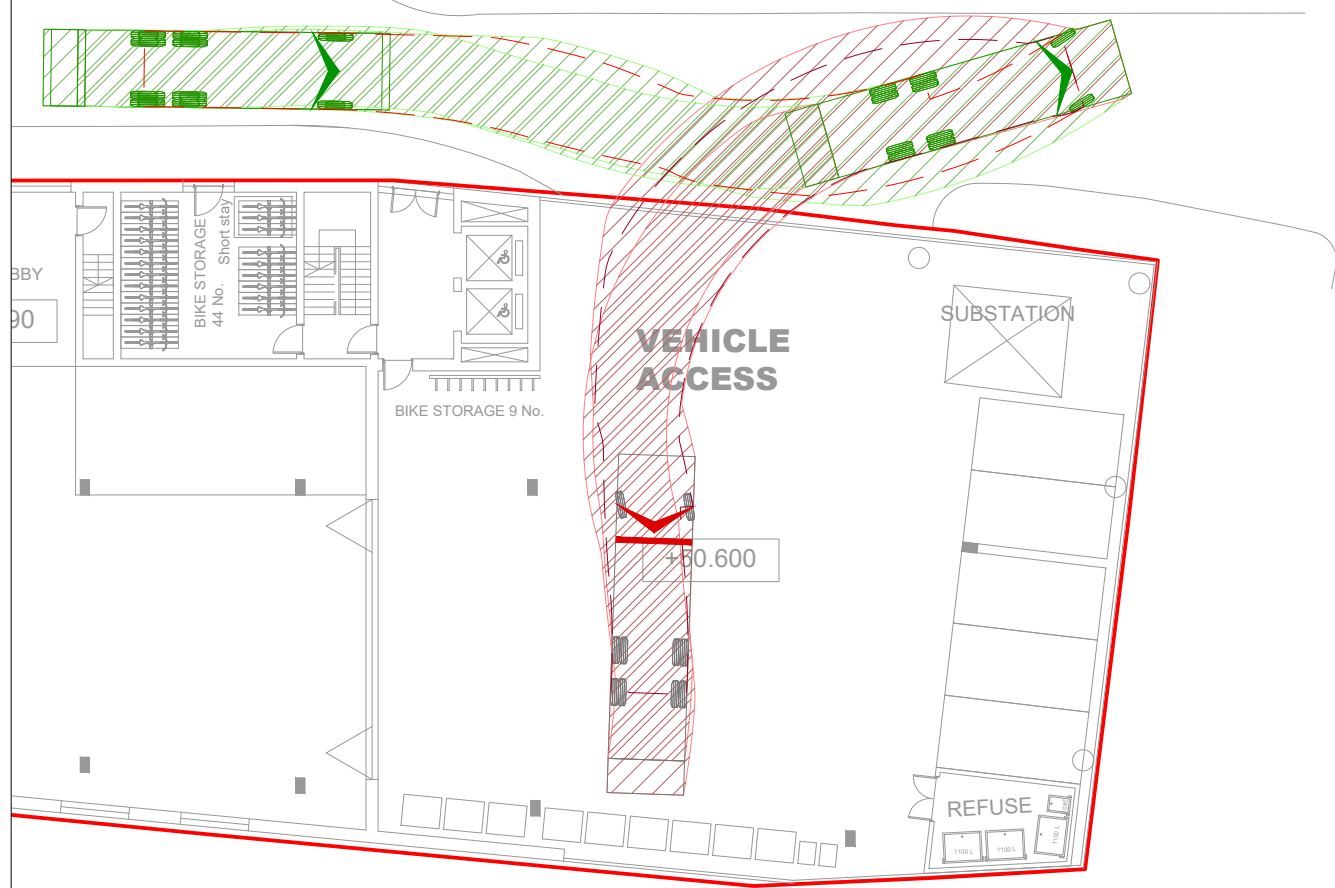 BBY
90
BIKE STORAGE
44 No.
Short stay
BIKE STORAGE 9 No.
VEHICLE
ACCESS
+60.600
SUBSTATION
REFUSE
1100 L
1100 L
1100 L